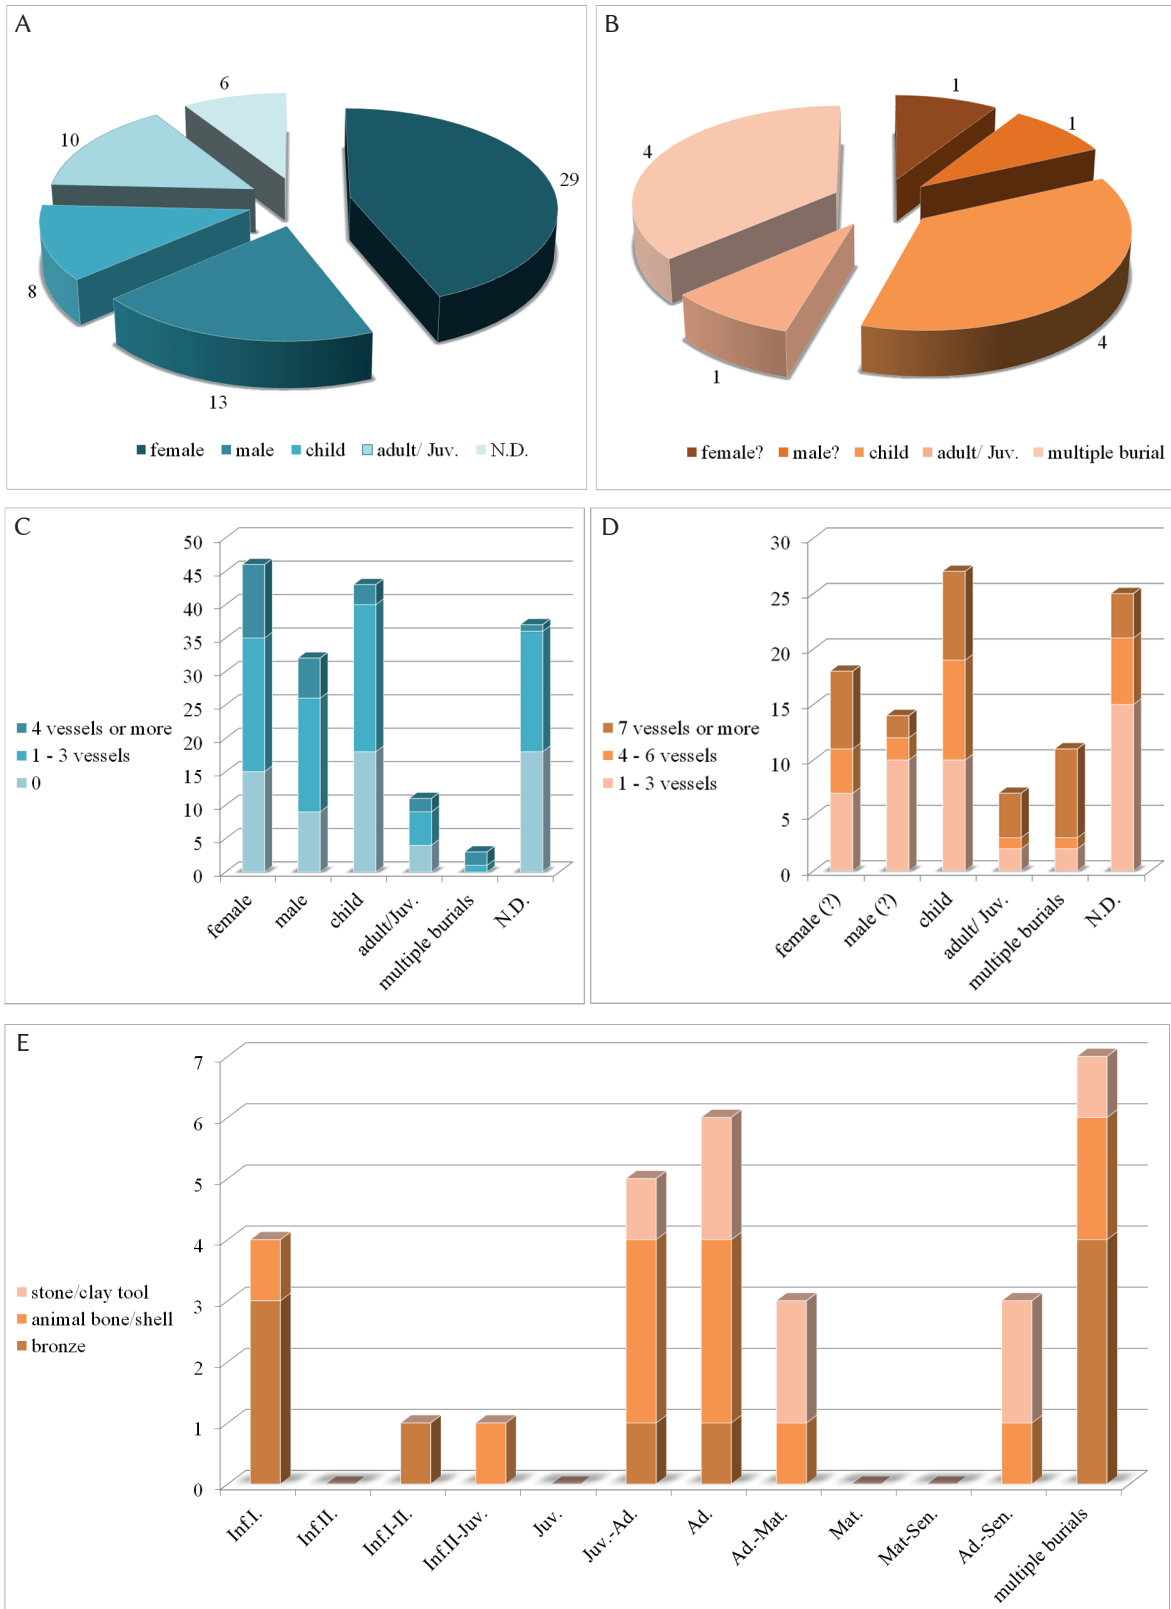 A
6
10
29
8
13
female male child adult/ Juv. N.D.
B
1
1
4
4
1
female? male? child adult/ Juv. multiple burial
C
50
45
40
35
30
25
20
15
10
5
0
4 vessels or more
1 - 3 vessels
0
female male child adult/Juv. multiple burials N.D.
D
30
25
20
15
10
5
0
7 vessels or more
4 - 6 vessels
1 - 3 vessels
female (?) male (?) child adult/ Juv. multiple burials N.D.
E
7
6
5
4
3
2
1
0
stone/clay tool
animal bone/shell
bronze
Inf.I. Inf.II. Inf.I-II. Inf.II-Juv. Juv. Juv.-Ad. Ad. Ad.-Mat. Mat. Mat-Sen. Ad.-Sen. multiple burials